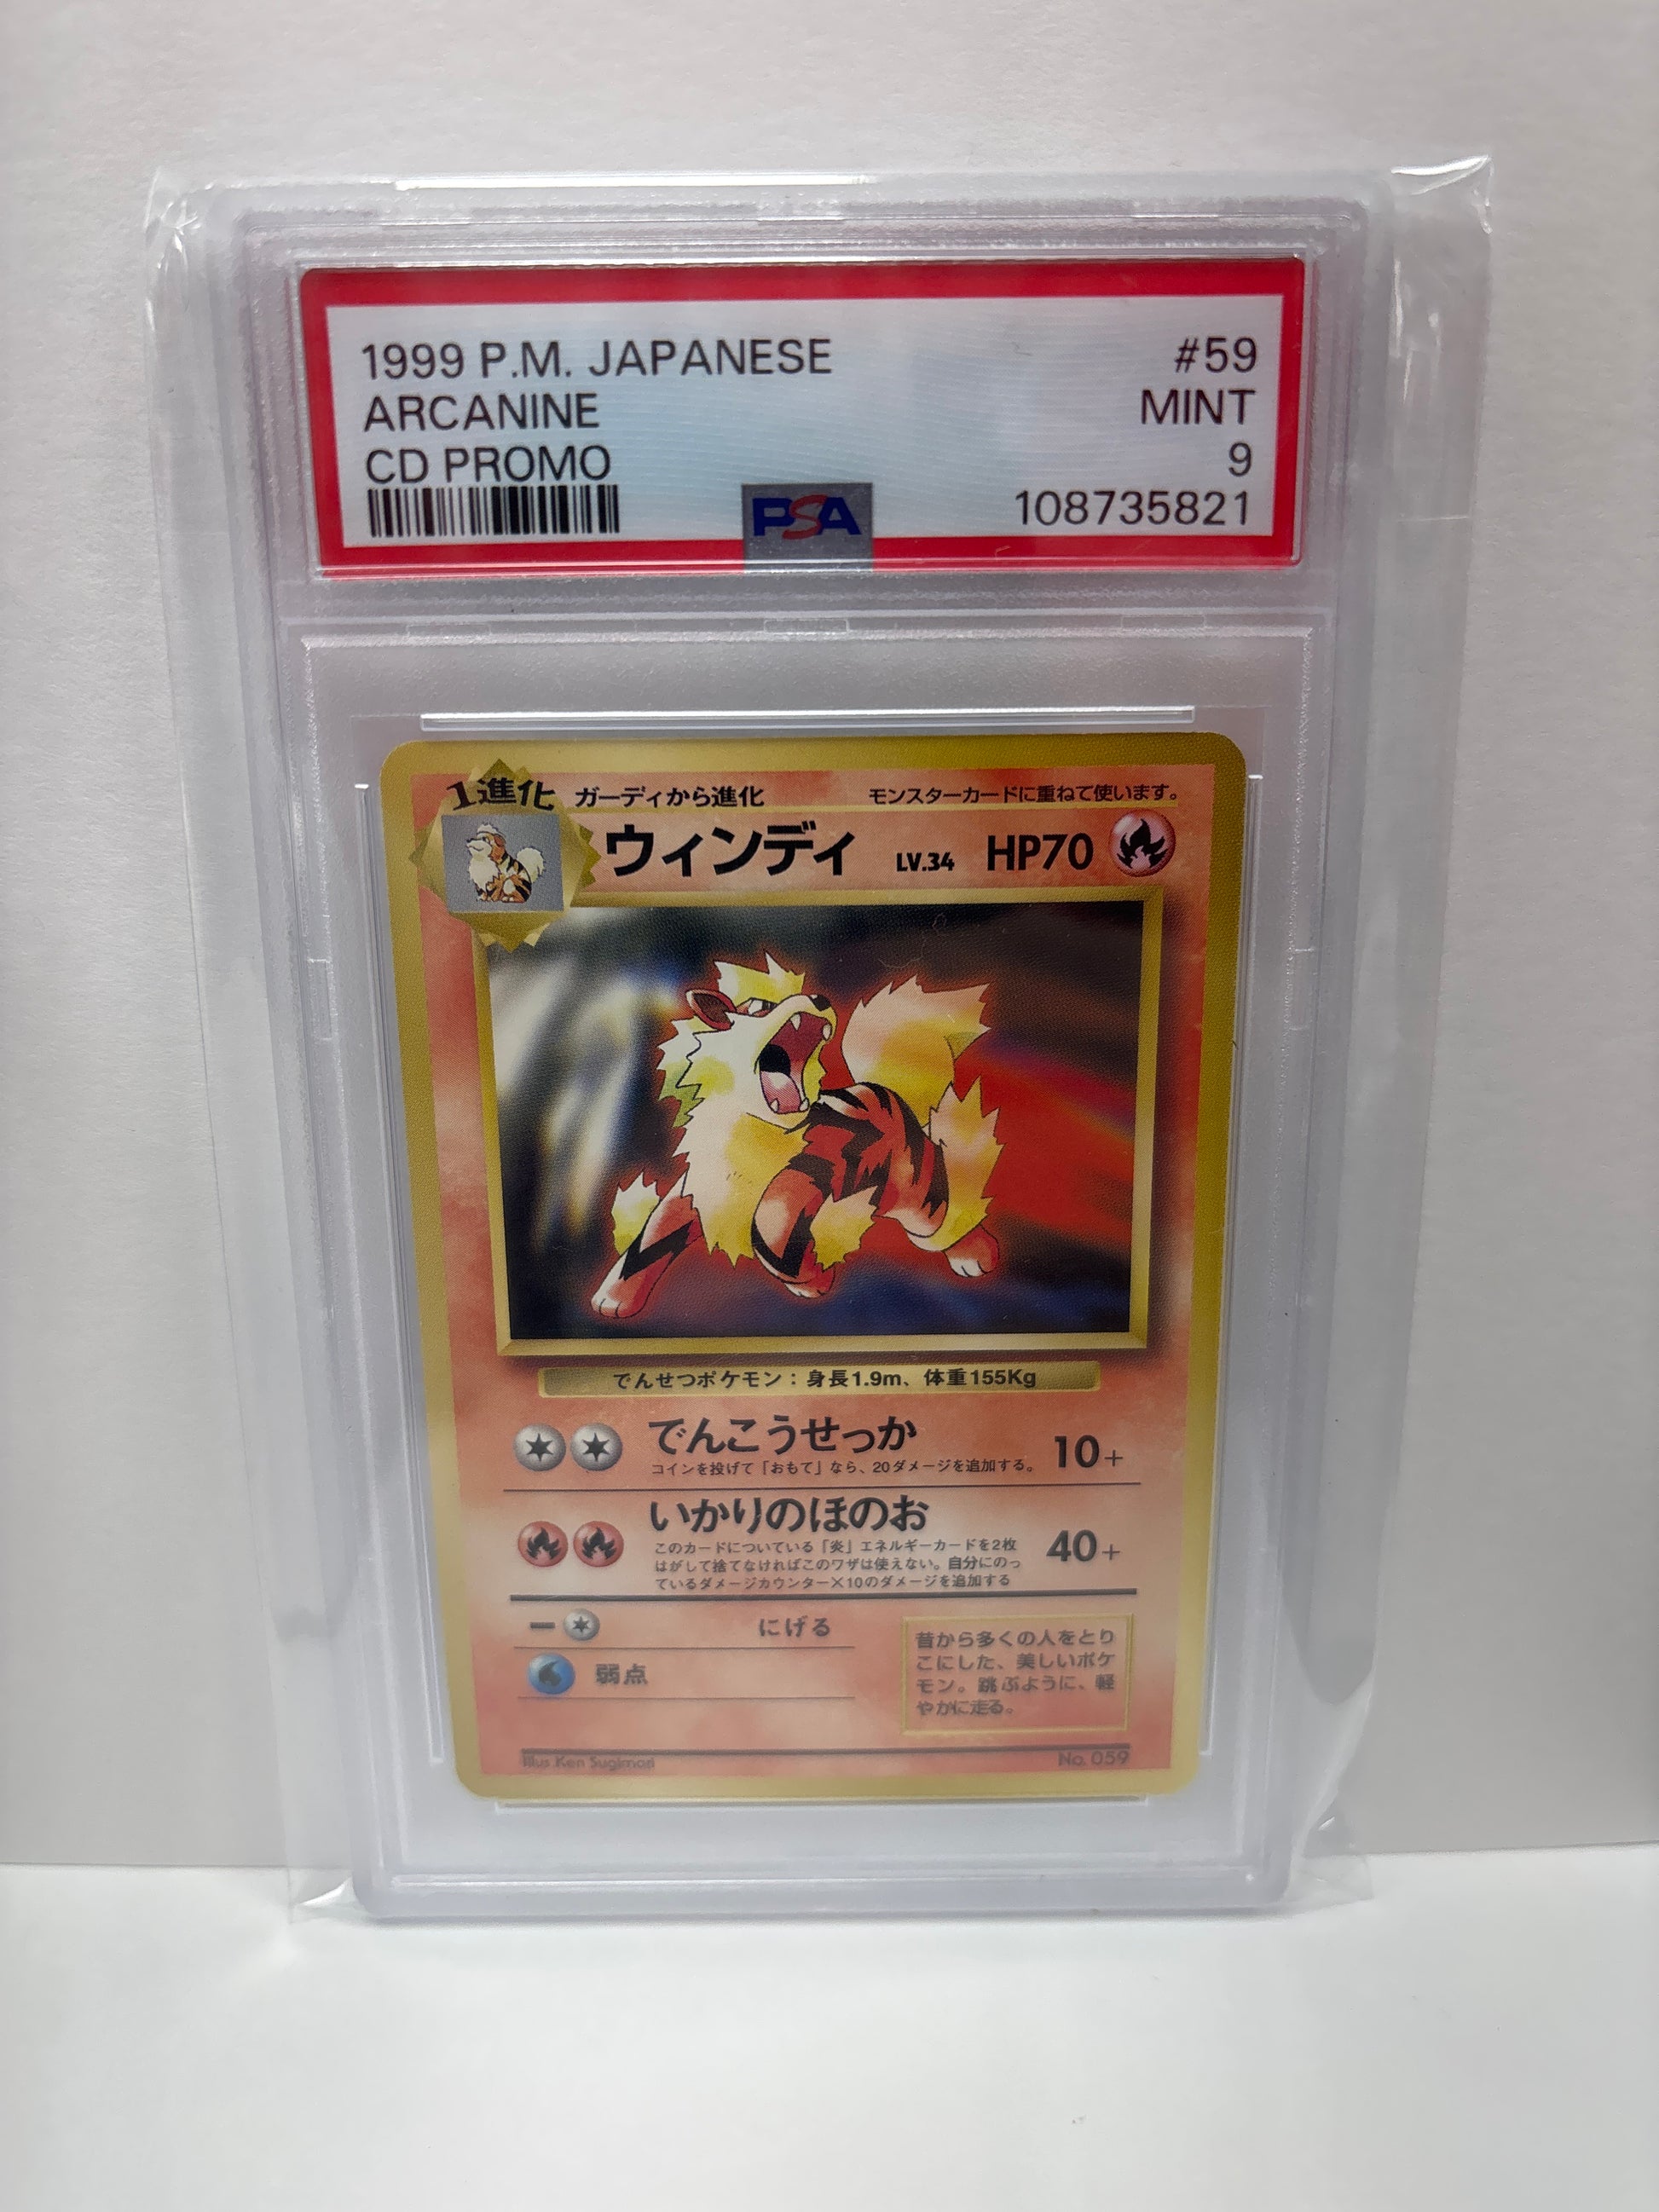 1999 P.M. JAPANESE #59
ARCANINE MINT
CD PROMO 9
PSA 108735821
1進化 ガーディから進化 モンスターカードに重ねて使います。
ウィンディ LV.34 HP70
でんせつポケモン：身長1.9m、体重155Kg
でんこうせっか 10+
コインを投げて「おもて」なら、20ダメージを追加する。
いかりのほのお 40+
このカードについている「炎」エネルギーカードを2枚
はがして捨てなければこのワザは使えない。自分にのっ
ているダメージカウンター×10のダメージを追加する
にげる
弱点
昔から多くの人をとり
こにした、美しいポケ
モン。跳ぶように、軽
やかに走る。
Illus. Ken Sugimori No. 059